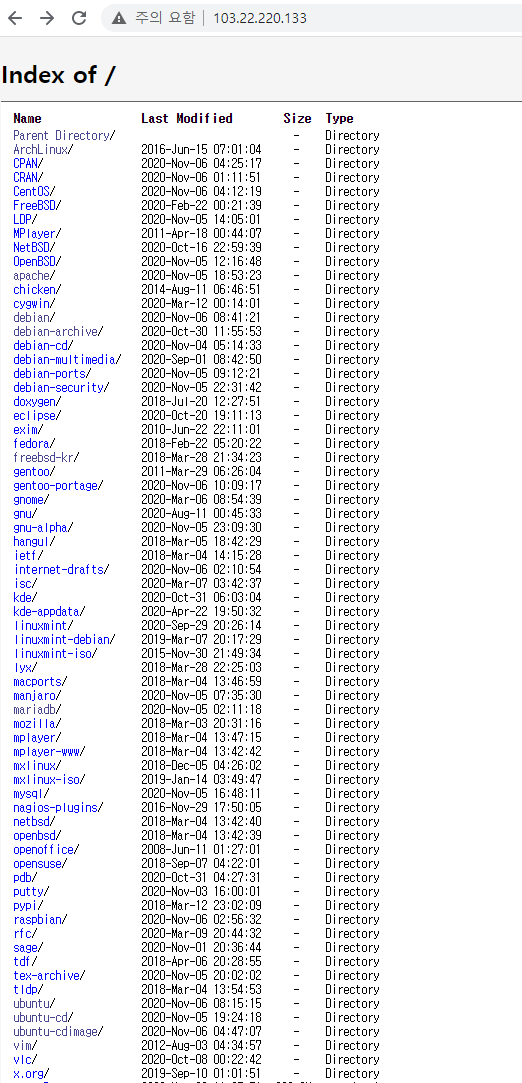 주의 요함 | 103.22.220.133
Index of /
Name Last Modified Size Type
Parent Directory/ - Directory
ArchLinux/ 2016-Jun-15 07:01:04 - Directory
CPAN/ 2020-Nov-06 04:25:17 - Directory
CRAN/ 2020-Nov-06 01:11:51 - Directory
CentOS/ 2020-Nov-06 04:12:19 - Directory
FreeBSD/ 2020-Feb-22 00:21:39 - Directory
LDP/ 2020-Nov-05 14:05:01 - Directory
MPlayer/ 2011-Apr-18 00:44:07 - Directory
NetBSD/ 2020-Oct-16 22:59:39 - Directory
OpenBSD/ 2020-Nov-05 12:16:48 - Directory
apache/ 2020-Nov-05 18:53:23 - Directory
chicken/ 2014-Aug-11 06:46:51 - Directory
cygwin/ 2020-Mar-12 00:14:01 - Directory
debian/ 2020-Nov-06 08:41:21 - Directory
debian-archive/ 2020-Oct-30 11:55:53 - Directory
debian-cd/ 2020-Nov-04 05:14:33 - Directory
debian-multimedia/ 2020-Sep-01 08:42:50 - Directory
debian-ports/ 2020-Nov-05 09:12:21 - Directory
debian-security/ 2020-Nov-05 22:31:42 - Directory
doxygen/ 2018-Jul-20 12:27:51 - Directory
eclipse/ 2020-Oct-20 19:11:13 - Directory
exim/ 2010-Jun-22 22:11:01 - Directory
fedora/ 2018-Feb-22 05:20:22 - Directory
freebsd-kr/ 2018-Mar-28 21:34:23 - Directory
gentoo/ 2011-Mar-29 06:26:04 - Directory
gentoo-portage/ 2020-Nov-06 10:09:17 - Directory
gnome/ 2020-Mar-06 08:54:39 - Directory
gnu/ 2020-Aug-11 00:45:33 - Directory
gnu-alpha/ 2020-Nov-05 23:09:30 - Directory
hangul/ 2018-Mar-05 18:42:29 - Directory
ietf/ 2018-Mar-04 14:15:28 - Directory
internet-drafts/ 2020-Nov-06 02:10:54 - Directory
isc/ 2020-Mar-07 03:42:37 - Directory
kde/ 2020-Oct-31 06:03:04 - Directory
kde-appdata/ 2020-Apr-22 19:50:32 - Directory
linuxmint/ 2020-Sep-29 20:26:14 - Directory
linuxmint-debian/ 2019-Mar-07 20:17:29 - Directory
linuxmint-iso/ 2015-Nov-30 21:49:34 - Directory
lyx/ 2018-Mar-28 22:25:03 - Directory
macports/ 2018-Mar-04 13:46:59 - Directory
manjaro/ 2020-Nov-05 07:35:30 - Directory
mariadb/ 2020-Nov-05 02:11:18 - Directory
mozilla/ 2018-Mar-03 20:31:16 - Directory
mplayer/ 2018-Mar-04 13:47:15 - Directory
mplayer-www/ 2018-Mar-04 13:42:42 - Directory
mxlinux/ 2018-Dec-05 04:26:02 - Directory
mxlinux-iso/ 2019-Jan-14 03:49:47 - Directory
mysql/ 2020-Nov-05 16:48:11 - Directory
nagios-plugins/ 2016-Nov-29 17:50:05 - Directory
netbsd/ 2018-Mar-04 13:42:40 - Directory
openbsd/ 2018-Mar-04 13:42:39 - Directory
openoffice/ 2008-Jun-11 01:27:01 - Directory
opensuse/ 2018-Sep-07 04:22:01 - Directory
pdb/ 2020-Oct-31 04:27:31 - Directory
putty/ 2020-Nov-03 16:00:01 - Directory
pypi/ 2018-Mar-12 23:02:09 - Directory
raspbian/ 2020-Nov-06 02:56:32 - Directory
rfc/ 2020-Mar-09 20:44:32 - Directory
sage/ 2020-Nov-01 20:36:44 - Directory
tdf/ 2018-Apr-06 20:28:55 - Directory
tex-archive/ 2020-Nov-05 20:02:02 - Directory
tldp/ 2018-Mar-04 13:54:53 - Directory
ubuntu/ 2020-Nov-06 08:15:15 - Directory
ubuntu-cd/ 2020-Nov-05 19:24:18 - Directory
ubuntu-cdimage/ 2020-Nov-06 04:47:07 - Directory
vim/ 2012-Aug-03 04:34:57 - Directory
vlc/ 2020-Oct-08 00:22:42 - Directory
x.org/ 2019-Sep-10 01:01:51 - Directory